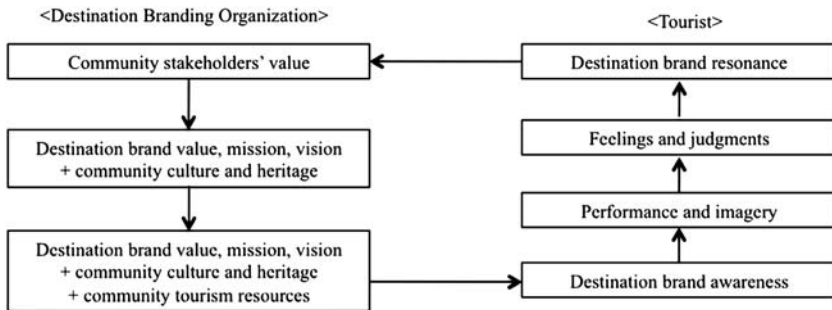 <Destination Branding Organization>
<Tourist>
Community stakeholders' value
Destination brand resonance
Destination brand value, mission, vision
+ community culture and heritage
Feelings and judgments
Performance and imagery
Destination brand value, mission, vision
+ community culture and heritage
+ community tourism resources
Destination brand awareness